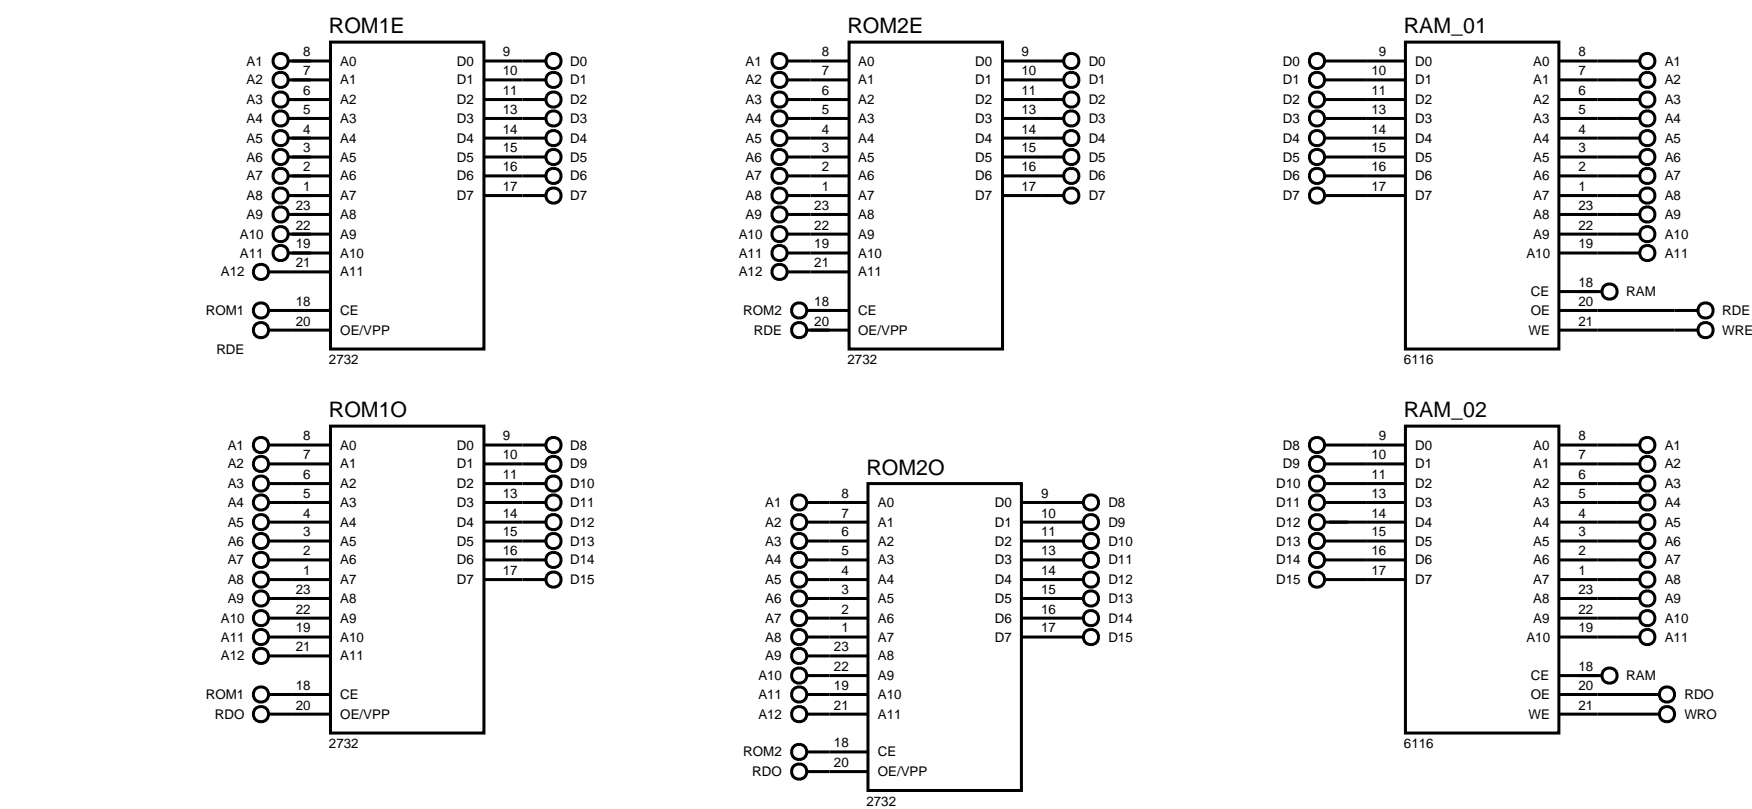 ROM1E
A1 8 A0 D0 9 D0
A2 7 A1 D1 10 D1
A3 6 A2 D2 11 D2
A4 5 A3 D3 13 D3
A5 4 A4 D4 14 D4
A6 3 A5 D5 15 D5
A7 2 A6 D6 16 D6
A8 1 A7 D7 17 D7
A9 23 A8
A10 22 A9
A11 19 A10
A12 21 A11
ROM1 18 CE
20 OE/VPP
RDE
2732
ROM2E
A1 8 A0 D0 9 D0
A2 7 A1 D1 10 D1
A3 6 A2 D2 11 D2
A4 5 A3 D3 13 D3
A5 4 A4 D4 14 D4
A6 3 A5 D5 15 D5
A7 2 A6 D6 16 D6
A8 1 A7 D7 17 D7
A9 23 A8
A10 22 A9
A11 19 A10
A12 21 A11
ROM2 18 CE
RDE 20 OE/VPP
2732
RAM_01
D0 9 D0 A0 8 A1
D1 10 D1 A1 7 A2
D2 11 D2 A2 6 A3
D3 13 D3 A3 5 A4
D4 14 D4 A4 4 A5
D5 15 D5 A5 3 A6
D6 16 D6 A6 2 A7
D7 17 D7 A7 1 A8
A8 23 A9
A9 22 A10
A10 19 A11
CE 18 RAM
OE 20 RDE
WE 21 WRE
6116
ROM1O
A1 8 A0 D0 9 D8
A2 7 A1 D1 10 D9
A3 6 A2 D2 11 D10
A4 5 A3 D3 13 D11
A5 4 A4 D4 14 D12
A6 3 A5 D5 15 D13
A7 2 A6 D6 16 D14
A8 1 A7 D7 17 D15
A9 23 A8
A10 22 A9
A11 19 A10
A12 21 A11
ROM1 18 CE
RDO 20 OE/VPP
2732
ROM2O
A1 8 A0 D0 9 D8
A2 7 A1 D1 10 D9
A3 6 A2 D2 11 D10
A4 5 A3 D3 13 D11
A5 4 A4 D4 14 D12
A6 3 A5 D5 15 D13
A7 2 A6 D6 16 D14
A8 1 A7 D7 17 D15
A9 23 A8
A10 22 A9
A11 19 A10
A12 21 A11
ROM2 18 CE
RDO 20 OE/VPP
2732
RAM_02
D8 9 D0 A0 8 A1
D9 10 D1 A1 7 A2
D10 11 D2 A2 6 A3
D11 13 D3 A3 5 A4
D12 14 D4 A4 4 A5
D13 15 D5 A5 3 A6
D14 16 D6 A6 2 A7
D15 17 D7 A7 1 A8
A8 23 A9
A9 22 A10
A10 19 A11
CE 18 RAM
OE 20 RDO
WE 21 WRO
6116